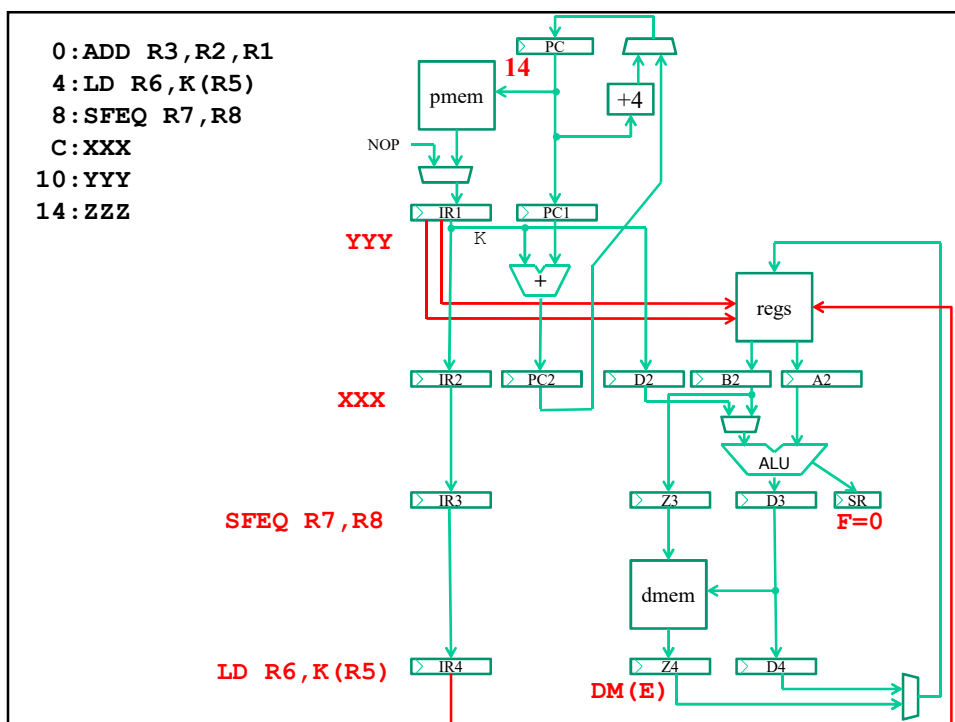 0:ADD R3,R2,R1
4:LD R6,K(R5)
8:SFEQ R7,R8
C:XXX
10:YYY
14:ZZZ
PC
14
pmem
+4
NOP
IR1
PC1
YYY
K
+
regs
IR2
PC2
D2
B2
A2
XXX
ALU
IR3
Z3
D3
SR
SFEQ R7,R8
F=0
dmem
LD R6,K(R5)
IR4
Z4
D4
DM(E)